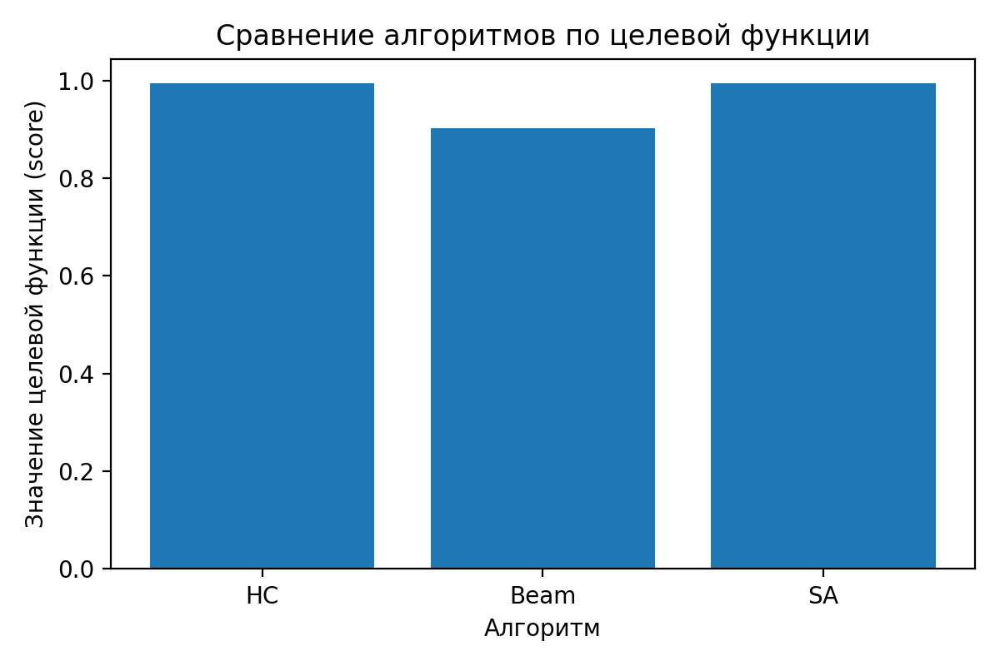 Сравнение алгоритмов по целевой функции
Значение целевой функции (score)
1.0
0.8
0.6
0.4
0.2
0.0
HC
Beam
SA
Алгоритм